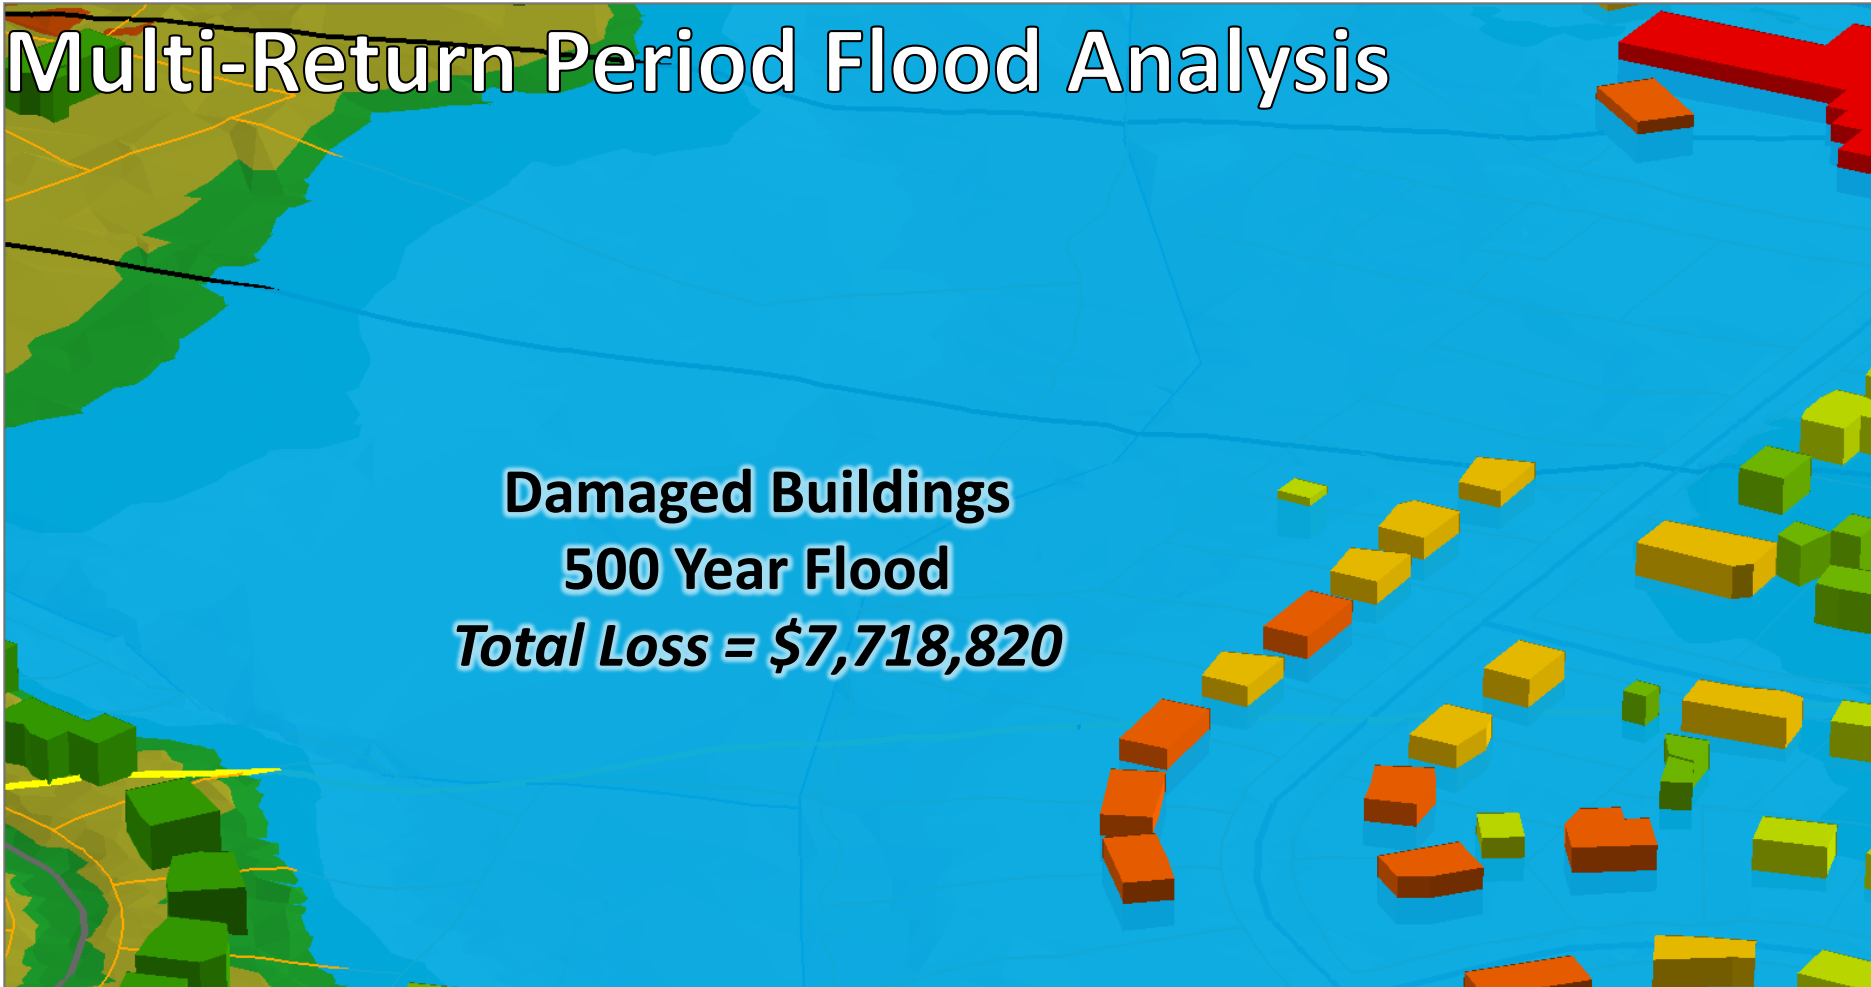 Multi-Return Period Flood Analysis
Damaged Buildings
500 Year Flood
Total Loss = $7,718,820